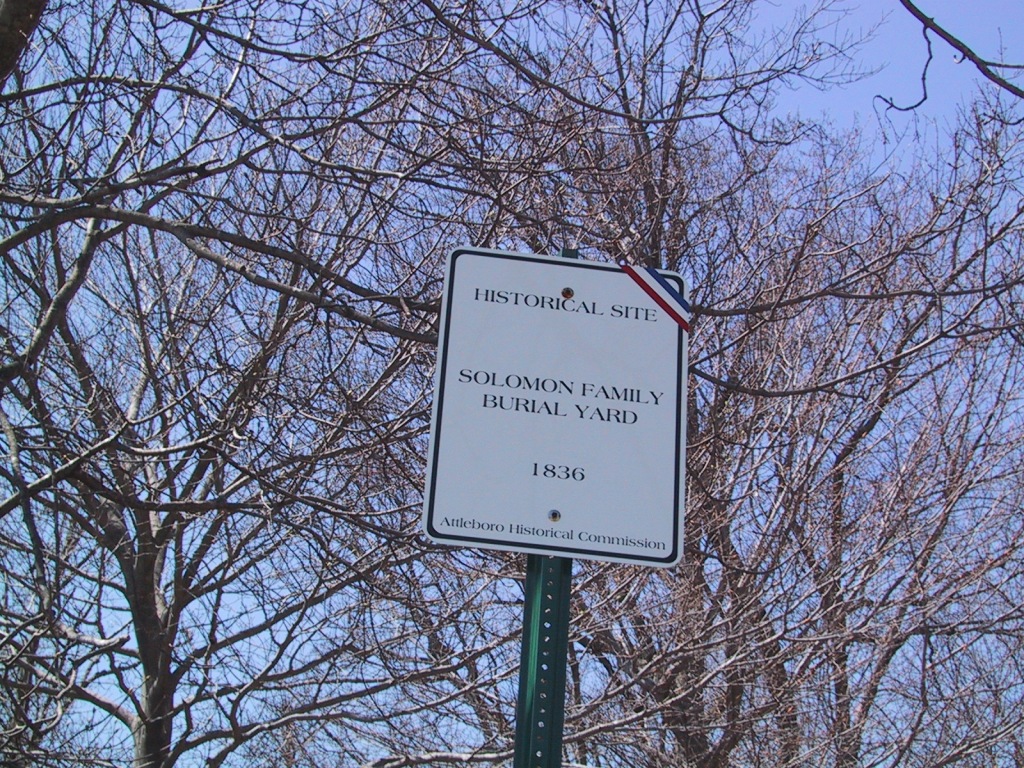 HISTORICAL SITE
SOLOMON FAMILY
BURIAL YARD
1836
Attleboro Historical Commission